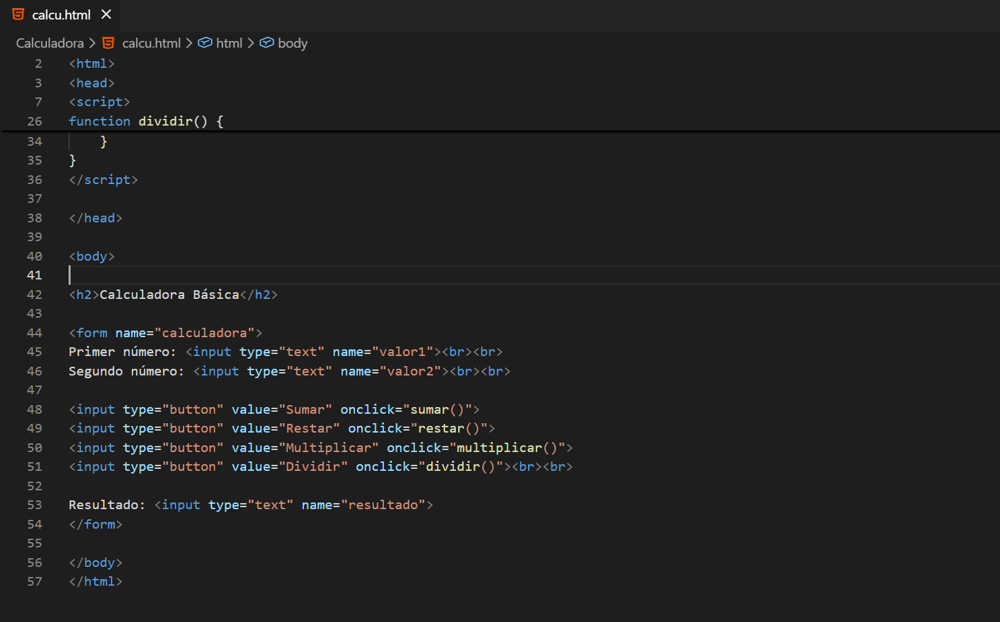 calcu.html
Calculadora > calcu.html > html > body
2 <html>
3 <head>
7 <script>
26 function dividir() {
34 }
35 }
36 </script>
37
38 </head>
39
40 <body>
41
42 <h2>Calculadora Básica</h2>
43
44 <form name="calculadora">
45 Primer número: <input type="text" name="valor1"><br><br>
46 Segundo número: <input type="text" name="valor2"><br><br>
47
48 <input type="button" value="Sumar" onclick="sumar()">
49 <input type="button" value="Restar" onclick="restar()">
50 <input type="button" value="Multiplicar" onclick="multiplicar()">
51 <input type="button" value="Dividir" onclick="dividir()"><br><br>
52
53 Resultado: <input type="text" name="resultado">
54 </form>
55
56 </body>
57 </html>